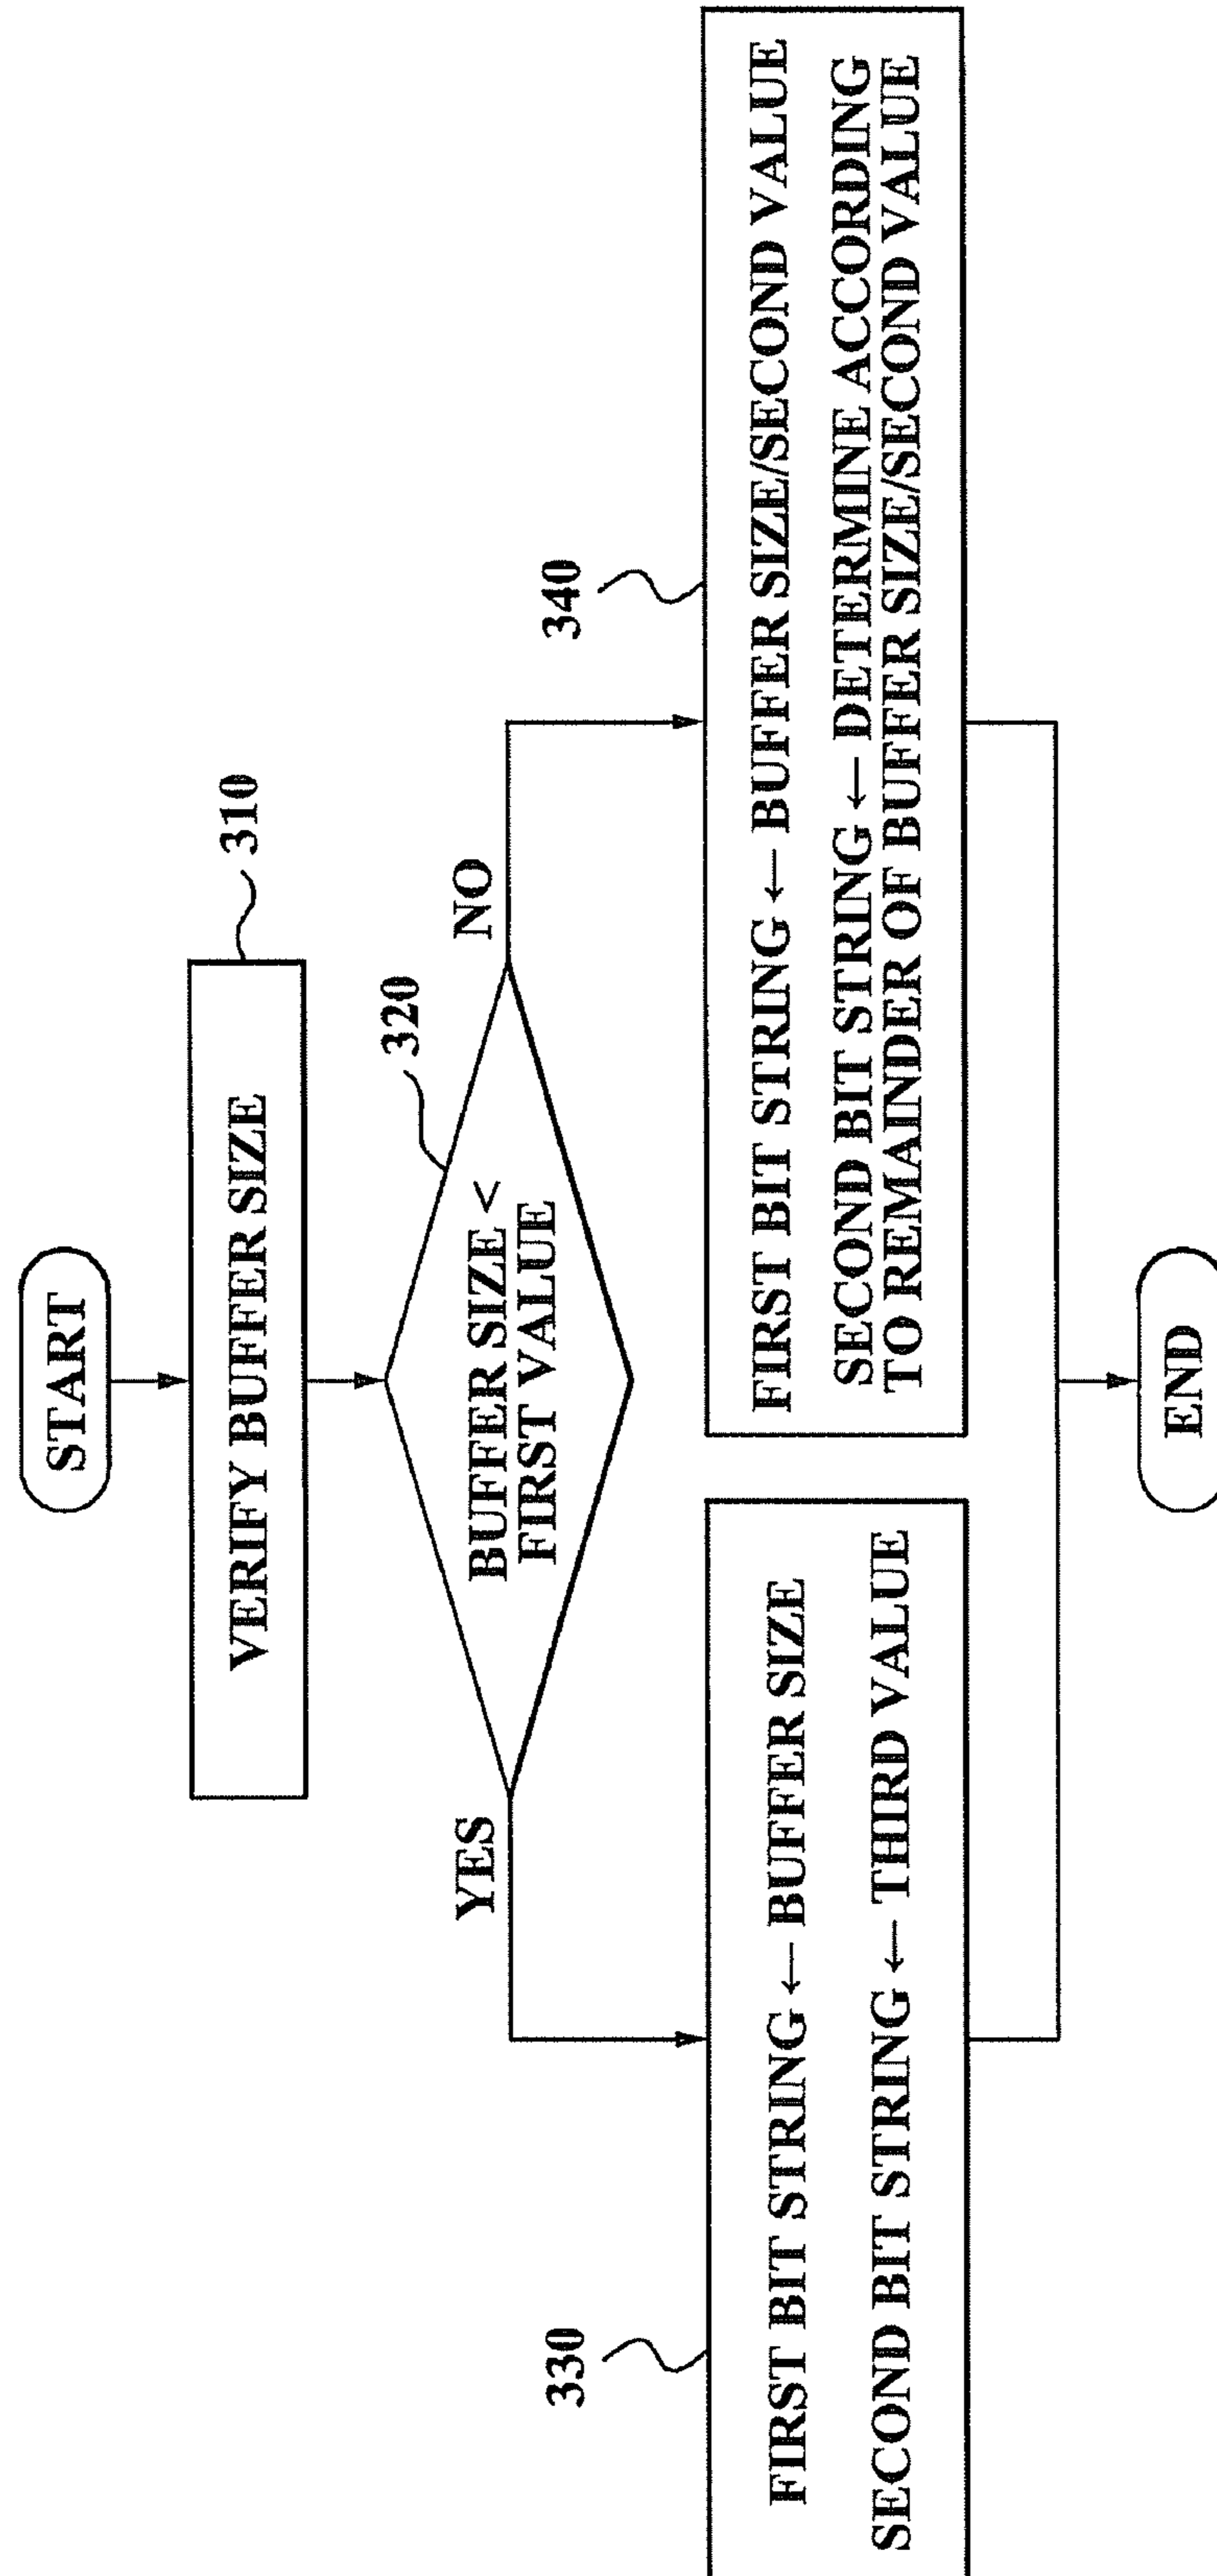 START
VERIFY BUFFER SIZE
310
320
BUFFER SIZE <
FIRST VALUE
YES
NO
330
FIRST BIT STRING ← BUFFER SIZE
SECOND BIT STRING ← THIRD VALUE
340
FIRST BIT STRING ← BUFFER SIZE/SECOND VALUE
SECOND BIT STRING ← DETERMINE ACCORDING
TO REMAINDER OF BUFFER SIZE/SECOND VALUE
END